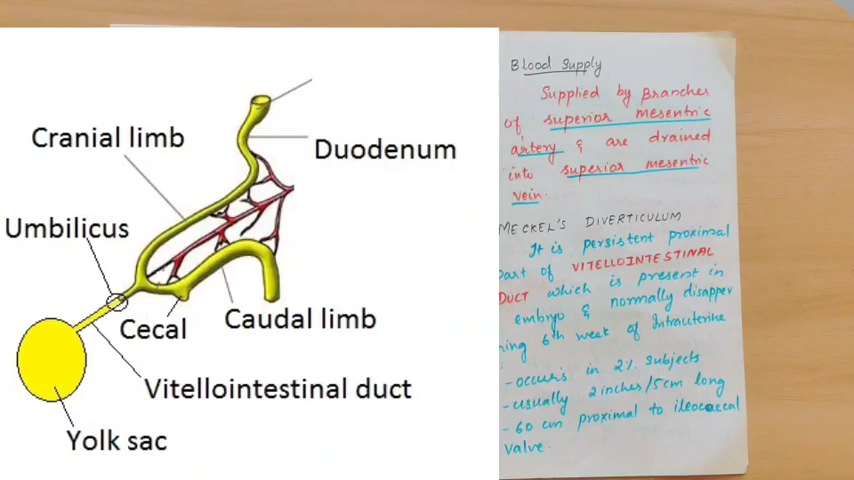 Cranial limb
Duodenum
Umbilicus
Cecal
Caudal limb
Vitellointestinal duct
Yolk sac
Blood Supply
Supplied by Branches
of superior mesentric
artery & are drained
into superior mesentric
vein.
MECKEL'S DIVERTICULUM
It is persistent proximal
part of VITELLOINTESTINAL
DUCT which is present in
embryo & normally disapper
6th week of Intrauterine
- occurs in 2% subjects
- usually 2 inches/5cm long
- 60 cm proximal to ileocaecal
valve.